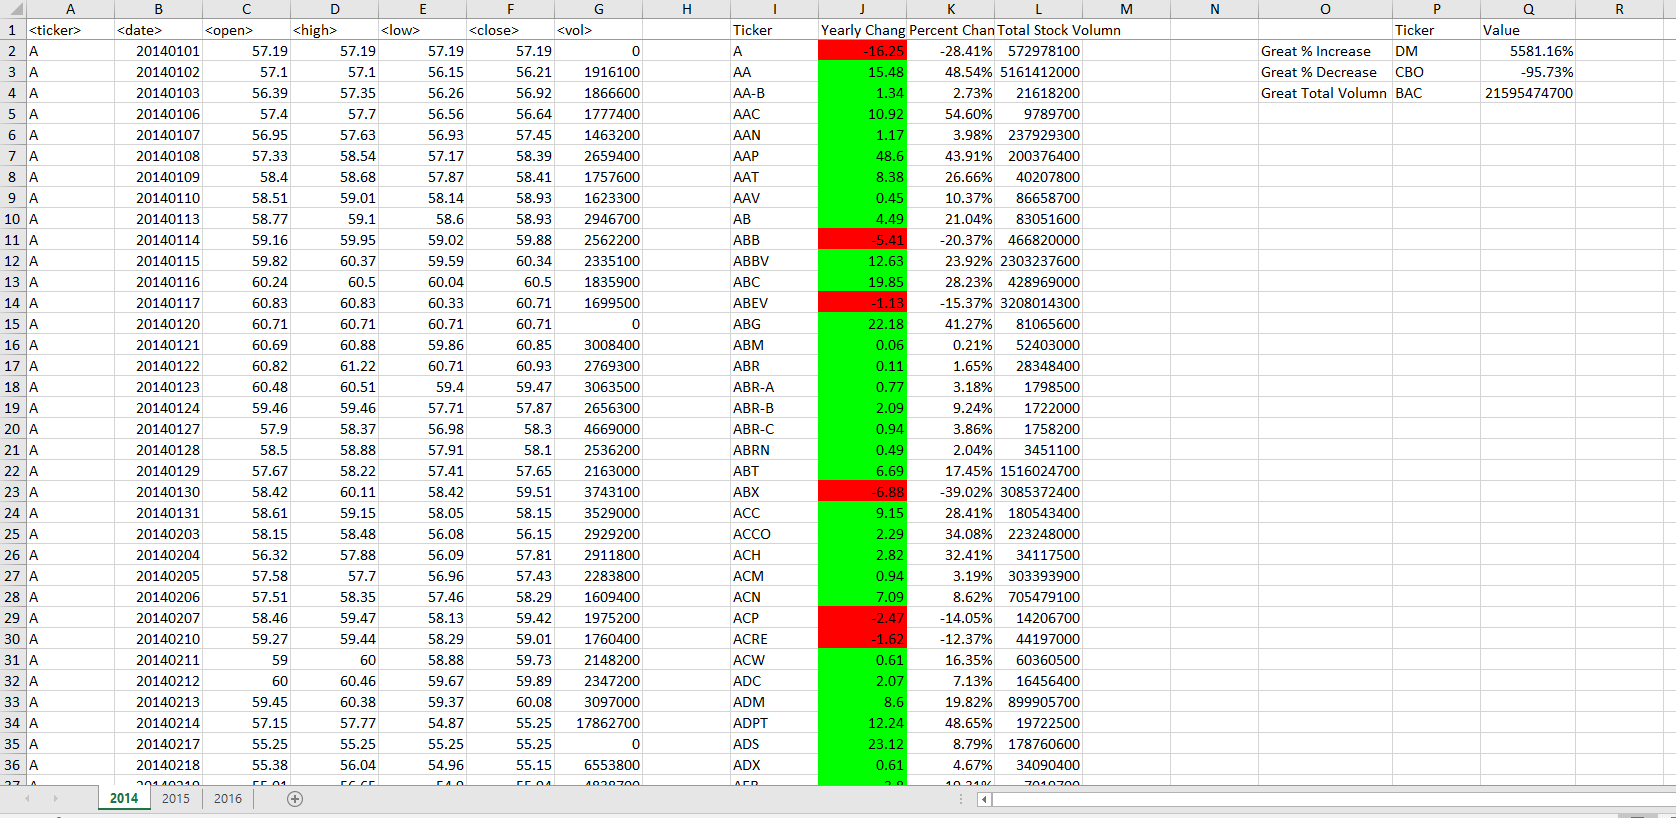 A B C D E F G H I J K L M N O P Q R
1 <ticker> <date> <open> <high> <low> <close> <vol> Ticker Yearly Chang Percent Chan Total Stock Volumn Ticker Value
2 A 20140101 57.19 57.19 57.19 57.19 0 A -16.25 -28.41% 572978100 Great % Increase DM 5581.16%
3 A 20140102 57.1 57.1 56.15 56.21 1916100 AA 15.48 48.54% 5161412000 Great % Decrease CBO -95.73%
4 A 20140103 56.39 57.35 56.26 56.92 1866600 AA-B 1.34 2.73% 21618200 Great Total Volumn BAC 21595474700
5 A 20140106 57.4 57.7 56.56 56.64 1777400 AAC 10.92 54.60% 9789700
6 A 20140107 56.95 57.63 56.93 57.45 1463200 AAN 1.17 3.98% 237929300
7 A 20140108 57.33 58.54 57.17 58.39 2659400 AAP 48.6 43.91% 200376400
8 A 20140109 58.4 58.68 57.87 58.41 1757600 AAT 8.38 26.66% 40207800
9 A 20140110 58.51 59.01 58.14 58.93 1623300 AAV 0.45 10.37% 86658700
10 A 20140113 58.77 59.1 58.6 58.93 2946700 AB 4.49 21.04% 83051600
11 A 20140114 59.16 59.95 59.02 59.88 2562200 ABB -5.41 -20.37% 466820000
12 A 20140115 59.82 60.37 59.59 60.34 2335100 ABBV 12.63 23.92% 2303237600
13 A 20140116 60.24 60.5 60.04 60.5 1835900 ABC 19.85 28.23% 428969000
14 A 20140117 60.83 60.83 60.33 60.71 1699500 ABEV -1.13 -15.37% 3208014300
15 A 20140120 60.71 60.71 60.71 60.71 0 ABG 22.18 41.27% 81065600
16 A 20140121 60.69 60.88 59.86 60.85 3008400 ABM 0.06 0.21% 52403000
17 A 20140122 60.82 61.22 60.71 60.93 2769300 ABR 0.11 1.65% 28348400
18 A 20140123 60.48 60.51 59.4 59.47 3063500 ABR-A 0.77 3.18% 1798500
19 A 20140124 59.46 59.46 57.71 57.87 2656300 ABR-B 2.09 9.24% 1722000
20 A 20140127 57.9 58.37 56.98 58.3 4669000 ABR-C 0.94 3.86% 1758200
21 A 20140128 58.5 58.88 57.91 58.1 2536200 ABRN 0.49 2.04% 3451100
22 A 20140129 57.67 58.22 57.41 57.65 2163000 ABT 6.69 17.45% 1516024700
23 A 20140130 58.42 60.11 58.42 59.51 3743100 ABX -6.88 -39.02% 3085372400
24 A 20140131 58.61 59.15 58.05 58.15 3529000 ACC 9.15 28.41% 180543400
25 A 20140203 58.15 58.48 56.08 56.15 2929200 ACCO 2.29 34.08% 223248000
26 A 20140204 56.32 57.88 56.09 57.81 2911800 ACH 2.82 32.41% 34117500
27 A 20140205 57.58 57.7 56.96 57.43 2283800 ACM 0.94 3.19% 303393900
28 A 20140206 57.51 58.35 57.46 58.29 1609400 ACN 7.09 8.62% 705479100
29 A 20140207 58.46 59.47 58.13 59.42 1975200 ACP -2.47 -14.05% 14206700
30 A 20140210 59.27 59.44 58.29 59.01 1760400 ACRE -1.62 -12.37% 44197000
31 A 20140211 59 60 58.88 59.73 2148200 ACW 0.61 16.35% 60360500
32 A 20140212 60 60.46 59.67 59.89 2347200 ADC 2.07 7.13% 16456400
33 A 20140213 59.45 60.38 59.37 60.08 3097000 ADM 8.6 19.82% 899905700
34 A 20140214 57.15 57.77 54.87 55.25 17862700 ADPT 12.24 48.65% 19722500
35 A 20140217 55.25 55.25 55.25 55.25 0 ADS 23.12 8.79% 178760600
36 A 20140218 55.38 56.04 54.96 55.15 6553800 ADX 0.61 4.67% 34090400
2014 2015 2016